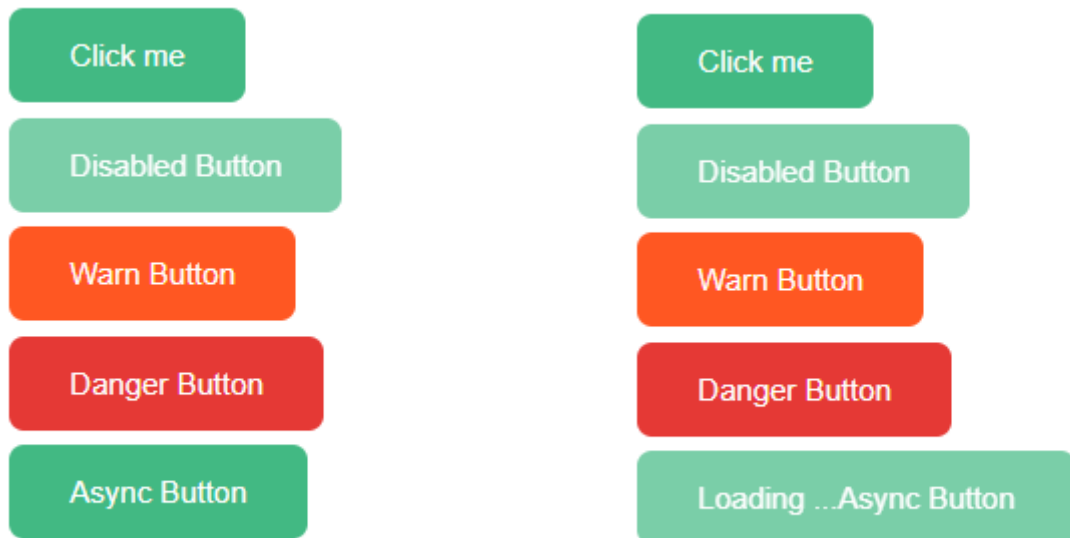 Click me
Disabled Button
Warn Button
Danger Button
Async Button
Click me
Disabled Button
Warn Button
Danger Button
Loading ...Async Button